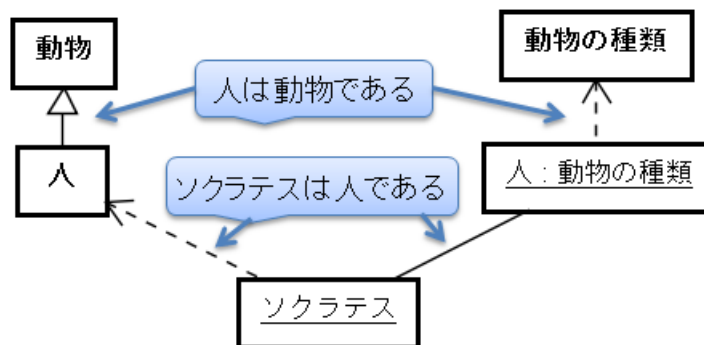 動物
動物の種類
人は動物である
人
人：動物の種類
ソクラテスは人である
ソクラテス